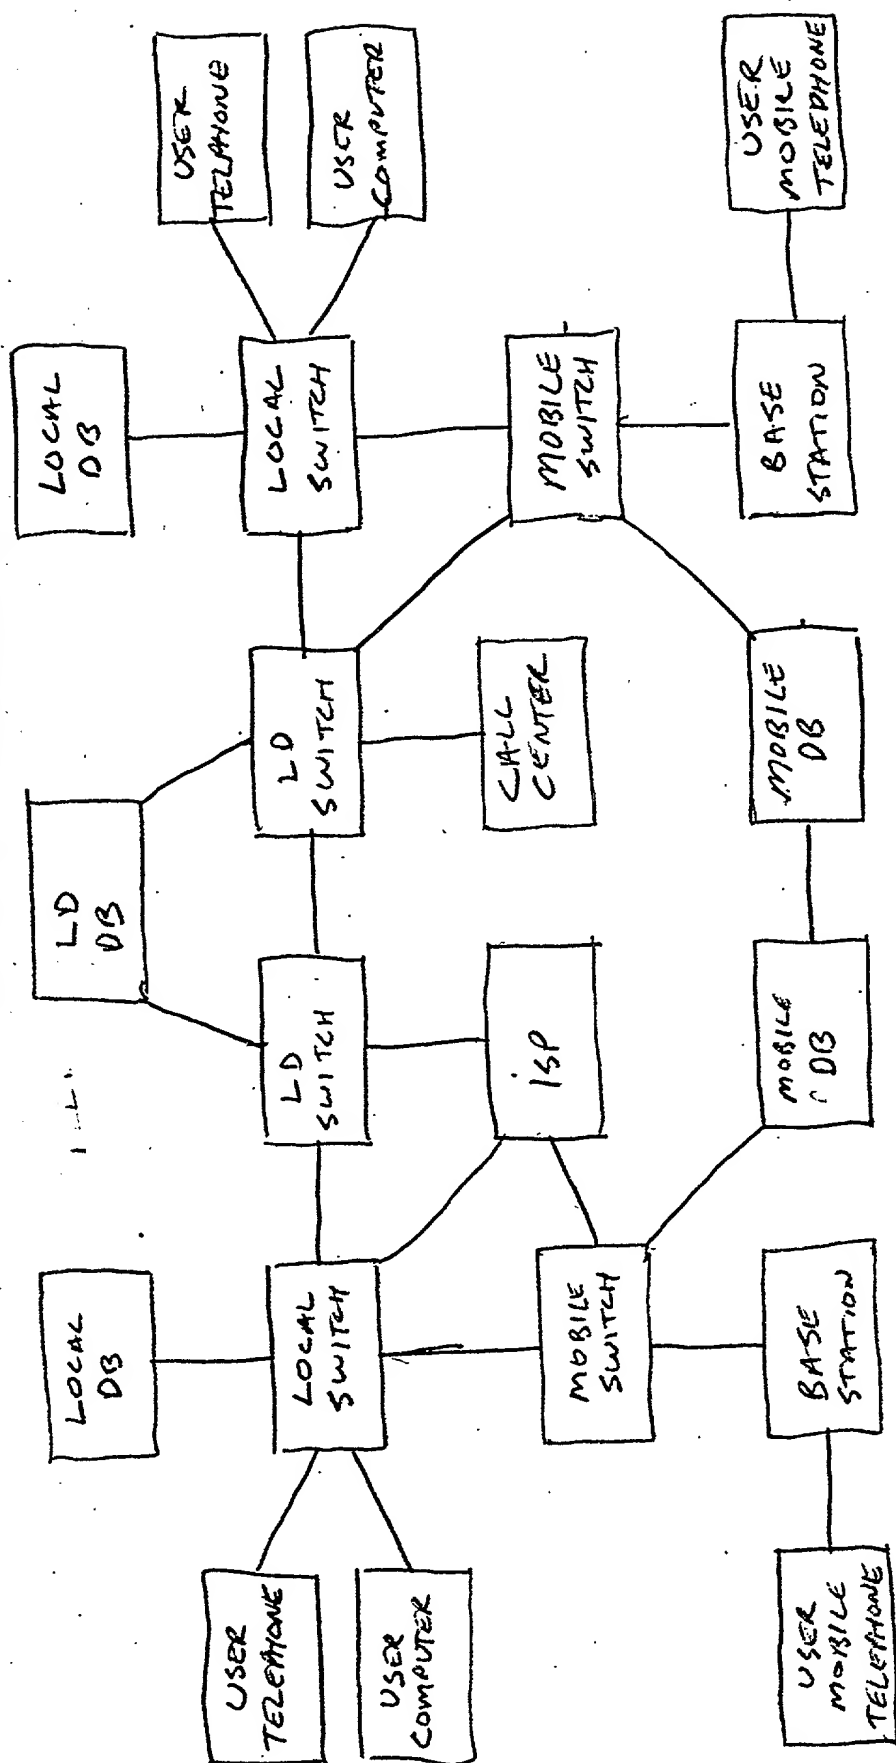 LOCAL
DB
LD
DB
LOCAL
DB
USER
TELEPHONE
LOCAL
SWITCH
LD
SWITCH
LD
SWITCH
LOCAL
SWITCH
USER
TELEPHONE
USER
COMPUTER
USER
COMPUTER
ISP
CALL
CENTER
MOBILE
SWITCH
MOBILE
SWITCH
USER
MOBILE
TELEPHONE
BASE
STATION
MOBILE
DB
MOBILE
DB
BASE
STATION
USER
MOBILE
TELEPHONE